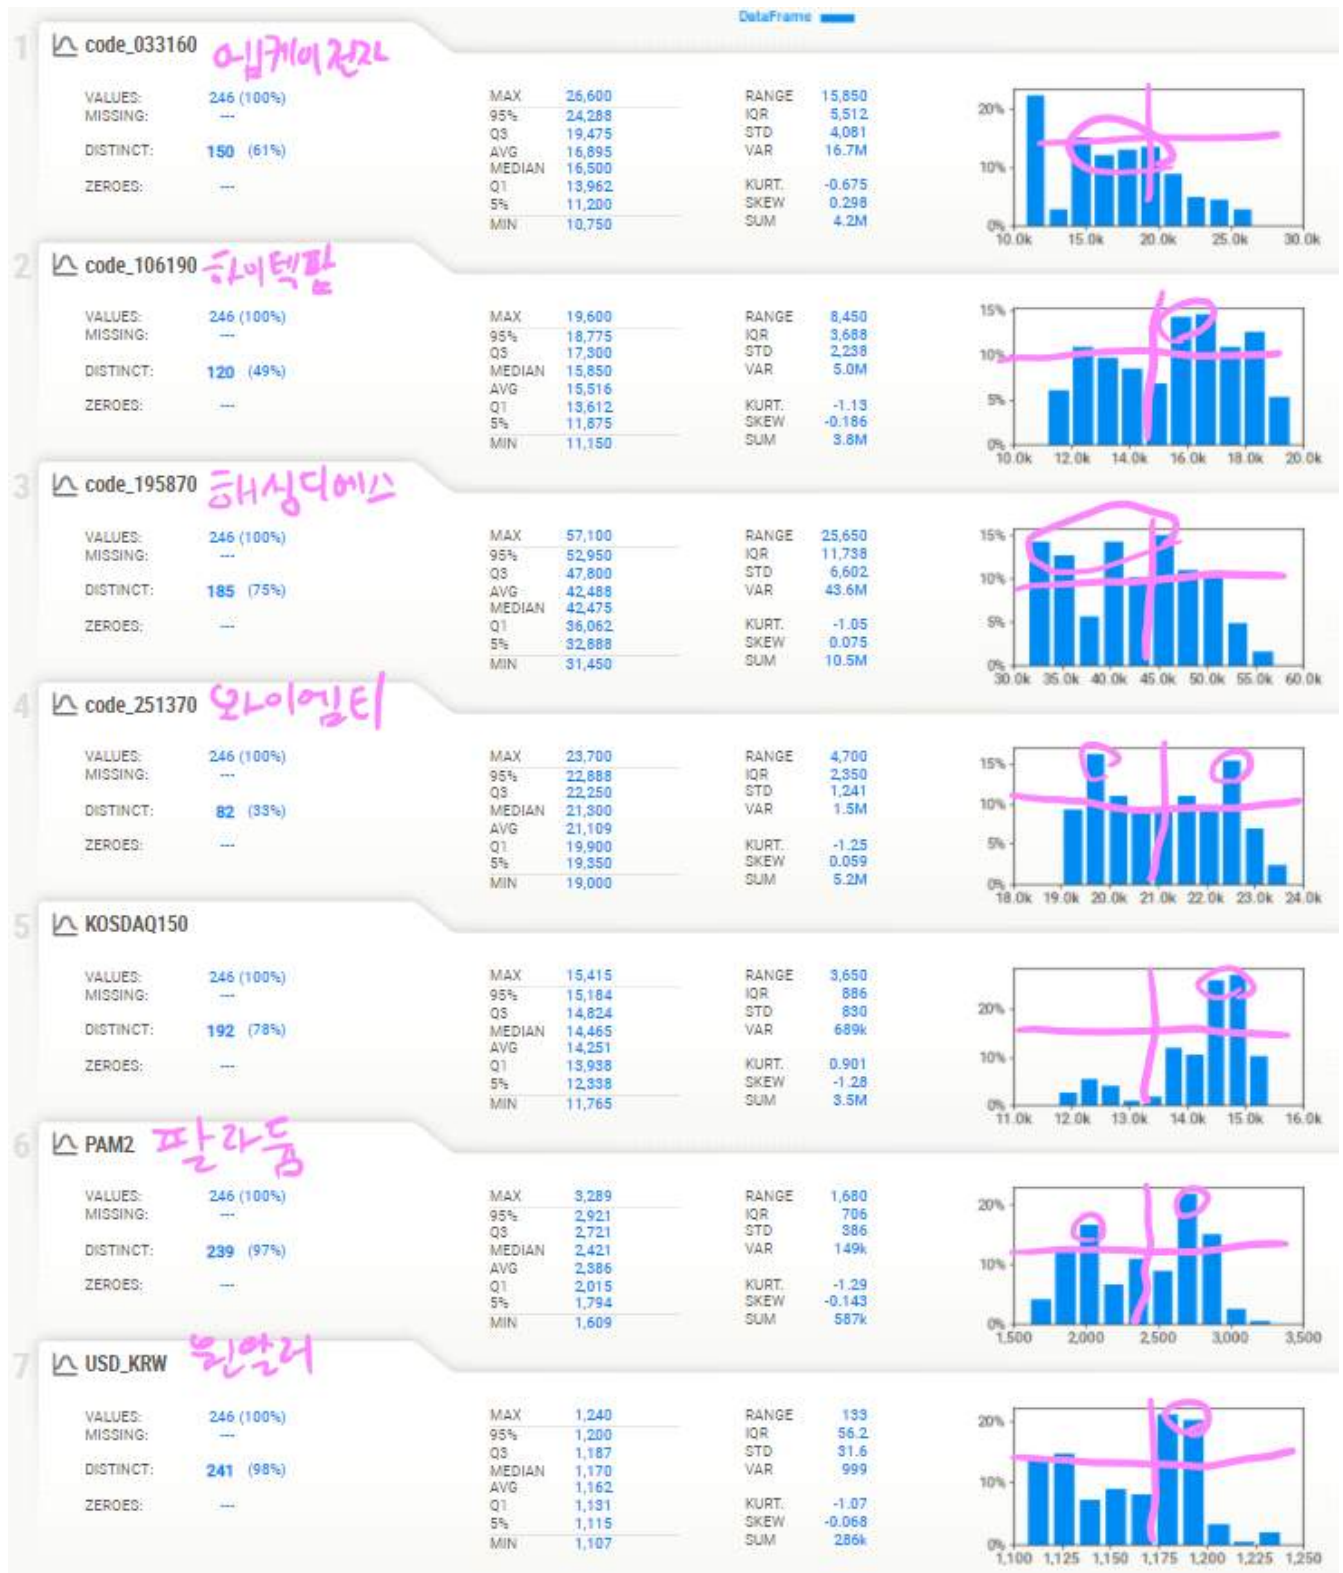 DataFrame
1 code_033160 엠케이전자
VALUES: 246 (100%) MAX 26,600 RANGE 15,850
MISSING: --- 95% 24,288 IQR 5,512
Q3 19,475 STD 4,081
DISTINCT: 150 (61%) AVG 16,895 VAR 16.7M
MEDIAN 16,500
ZEROES: --- Q1 13,962 KURT. -0.675
5% 11,200 SKEW 0.298
MIN 10,750 SUM 4.2M
20%
10%
0%
10.0k 15.0k 20.0k 25.0k 30.0k
2 code_106190 하이텍팜
VALUES: 246 (100%) MAX 19,600 RANGE 8,450
MISSING: --- 95% 18,775 IQR 3,688
Q3 17,300 STD 2,238
DISTINCT: 120 (49%) MEDIAN 15,850 VAR 5.0M
AVG 15,516
ZEROES: --- Q1 13,612 KURT. -1.13
5% 11,875 SKEW -0.186
MIN 11,150 SUM 3.8M
15%
10%
5%
0%
10.0k 12.0k 14.0k 16.0k 18.0k 20.0k
3 code_195870 해성디에스
VALUES: 246 (100%) MAX 57,100 RANGE 25,650
MISSING: --- 95% 52,950 IQR 11,738
Q3 47,800 STD 6,602
DISTINCT: 185 (75%) AVG 42,488 VAR 43.6M
MEDIAN 42,475
ZEROES: --- Q1 36,062 KURT. -1.05
5% 32,888 SKEW 0.075
MIN 31,450 SUM 10.5M
15%
10%
5%
0%
30.0k 35.0k 40.0k 45.0k 50.0k 55.0k 60.0k
4 code_251370 와이엠티
VALUES: 246 (100%) MAX 23,700 RANGE 4,700
MISSING: --- 95% 22,888 IQR 2,350
Q3 22,250 STD 1,241
DISTINCT: 82 (33%) MEDIAN 21,300 VAR 1.5M
AVG 21,109
ZEROES: --- Q1 19,900 KURT. -1.25
5% 19,350 SKEW 0.059
MIN 19,000 SUM 5.2M
15%
10%
5%
0%
18.0k 19.0k 20.0k 21.0k 22.0k 23.0k 24.0k
5 KOSDAQ150
VALUES: 246 (100%) MAX 15,415 RANGE 3,650
MISSING: --- 95% 15,184 IQR 886
Q3 14,824 STD 830
DISTINCT: 192 (78%) MEDIAN 14,465 VAR 689k
AVG 14,251
ZEROES: --- Q1 13,938 KURT. 0.901
5% 12,338 SKEW -1.28
MIN 11,765 SUM 3.5M
20%
10%
0%
11.0k 12.0k 13.0k 14.0k 15.0k 16.0k
6 PAM2 팔라듐
VALUES: 246 (100%) MAX 3,289 RANGE 1,680
MISSING: --- 95% 2,921 IQR 706
Q3 2,721 STD 386
DISTINCT: 239 (97%) MEDIAN 2,421 VAR 149k
AVG 2,386
ZEROES: --- Q1 2,015 KURT. -1.29
5% 1,794 SKEW -0.143
MIN 1,609 SUM 587k
20%
10%
0%
1,500 2,000 2,500 3,000 3,500
7 USD_KRW 원달러
VALUES: 246 (100%) MAX 1,240 RANGE 133
MISSING: --- 95% 1,200 IQR 56.2
Q3 1,187 STD 31.6
DISTINCT: 241 (98%) MEDIAN 1,170 VAR 999
AVG 1,162
ZEROES: --- Q1 1,131 KURT. -1.07
5% 1,115 SKEW -0.068
MIN 1,107 SUM 286k
20%
10%
0%
1,100 1,125 1,150 1,175 1,200 1,225 1,250